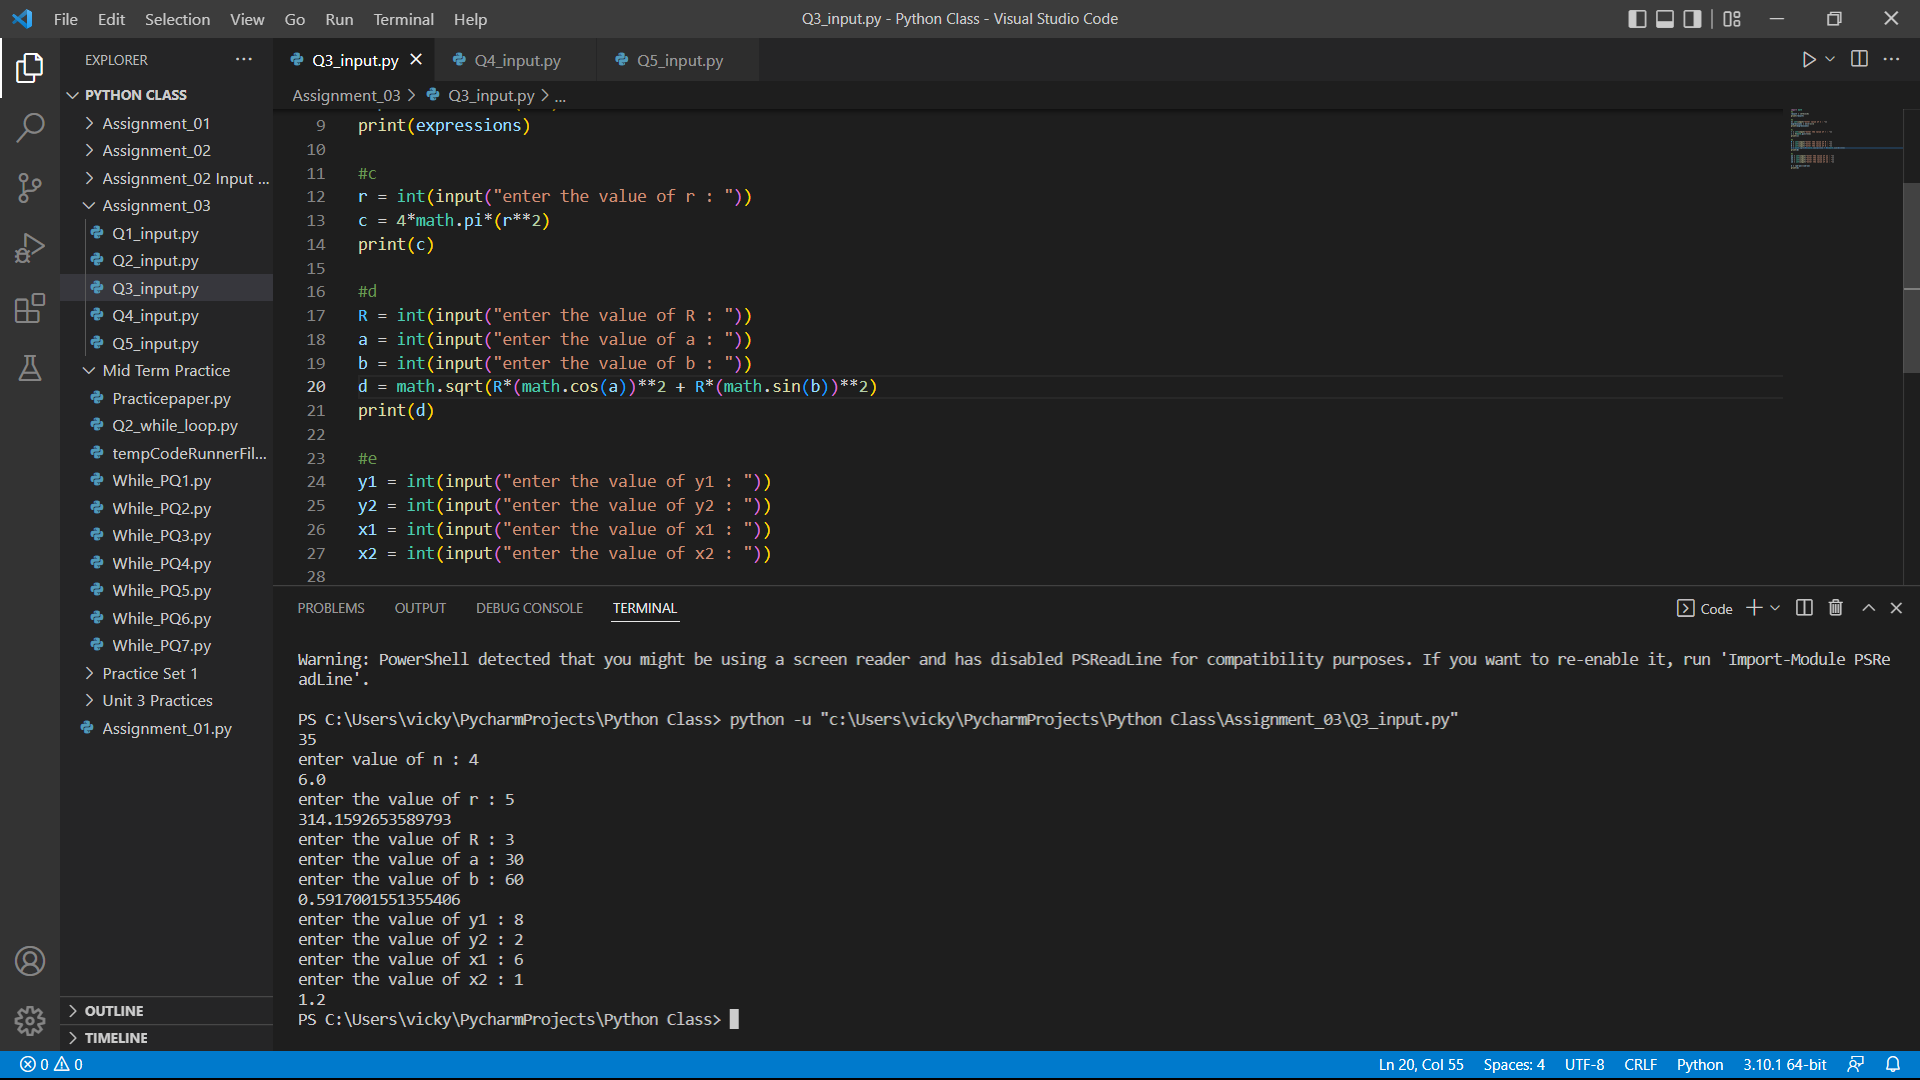 File Edit Selection View Go Run Terminal Help
Q3_input.py - Python Class - Visual Studio Code
EXPLORER
PYTHON CLASS
Assignment_01
Assignment_02
Assignment_02 Input ...
Assignment_03
Q1_input.py
Q2_input.py
Q3_input.py
Q4_input.py
Q5_input.py
Mid Term Practice
Practicepaper.py
Q2_while_loop.py
tempCodeRunnerFil...
While_PQ1.py
While_PQ2.py
While_PQ3.py
While_PQ4.py
While_PQ5.py
While_PQ6.py
While_PQ7.py
Practice Set 1
Unit 3 Practices
Assignment_01.py
OUTLINE
TIMELINE
Q3_input.py Q4_input.py Q5_input.py
Assignment_03 > Q3_input.py > ...
9 print(expressions)
10
11 #c
12 r = int(input("enter the value of r : "))
13 c = 4*math.pi*(r**2)
14 print(c)
15
16 #d
17 R = int(input("enter the value of R : "))
18 a = int(input("enter the value of a : "))
19 b = int(input("enter the value of b : "))
20 d = math.sqrt(R*(math.cos(a))**2 + R*(math.sin(b))**2)
21 print(d)
22
23 #e
24 y1 = int(input("enter the value of y1 : "))
25 y2 = int(input("enter the value of y2 : "))
26 x1 = int(input("enter the value of x1 : "))
27 x2 = int(input("enter the value of x2 : "))
28
PROBLEMS OUTPUT DEBUG CONSOLE TERMINAL
Code
Warning: PowerShell detected that you might be using a screen reader and has disabled PSReadLine for compatibility purposes. If you want to re-enable it, run 'Import-Module PSRe
adLine'.
PS C:\Users\vicky\PycharmProjects\Python Class> python -u "c:\Users\vicky\PycharmProjects\Python Class\Assignment_03\Q3_input.py"
35
enter value of n : 4
6.0
enter the value of r : 5
314.1592653589793
enter the value of R : 3
enter the value of a : 30
enter the value of b : 60
0.5917001551355406
enter the value of y1 : 8
enter the value of y2 : 2
enter the value of x1 : 6
enter the value of x2 : 1
1.2
PS C:\Users\vicky\PycharmProjects\Python Class>
0 0
Ln 20, Col 55 Spaces: 4 UTF-8 CRLF Python 3.10.1 64-bit